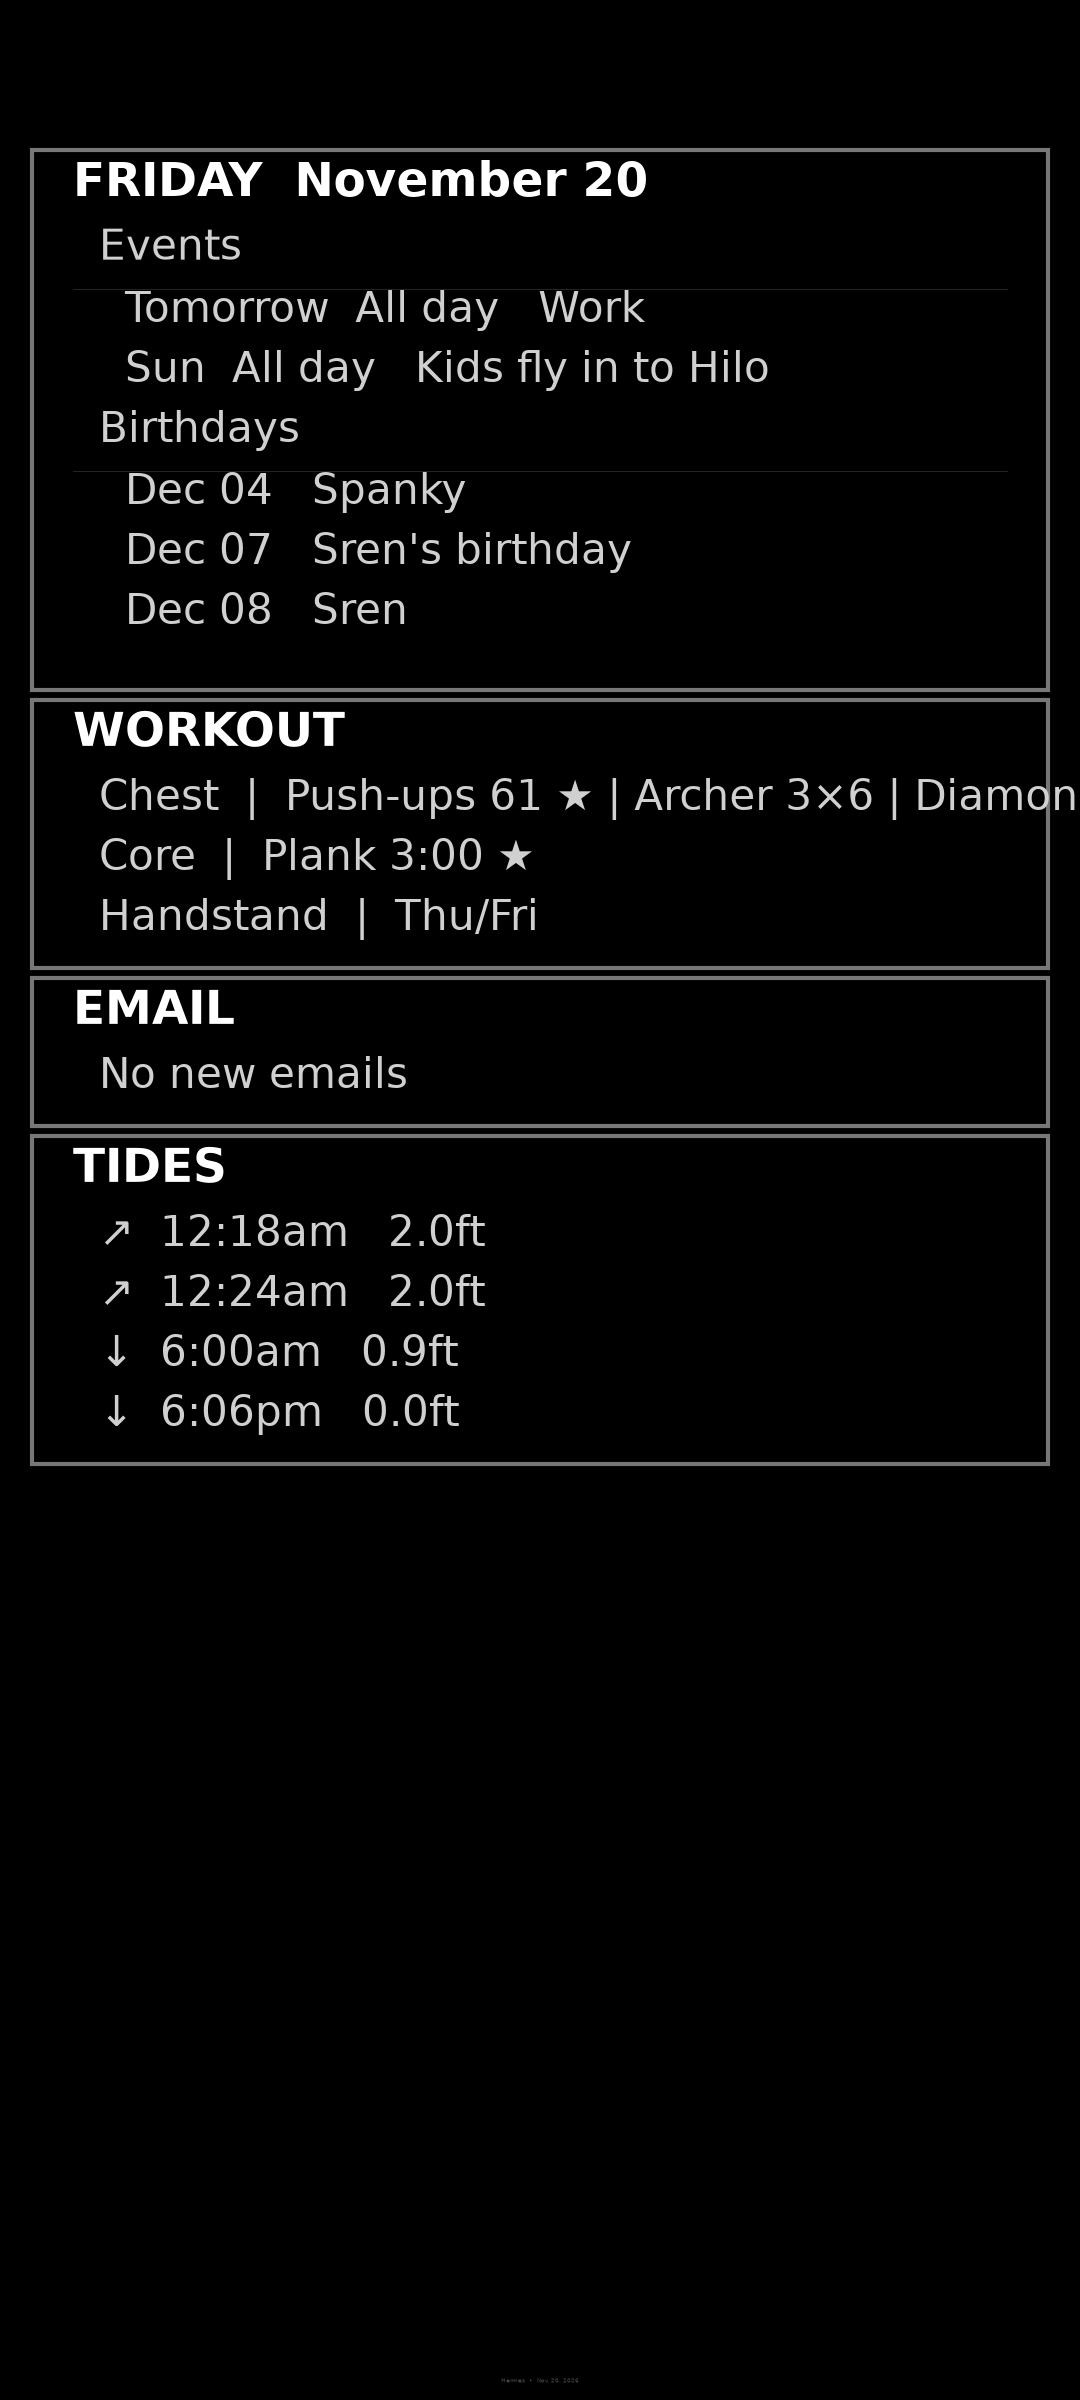 FRIDAY  November 20
Events
Tomorrow  All day   Work
Sun  All day   Kids fly in to Hilo
Birthdays
Dec 04   Spanky
Dec 07   Sren's birthday
Dec 08   Sren
WORKOUT
Chest  |  Push-ups 61 ★ | Archer 3×6 | Diamon
Core  |  Plank 3:00 ★
Handstand  |  Thu/Fri
EMAIL
No new emails
TIDES
↗  12:18am   2.0ft
↗  12:24am   2.0ft
↓  6:00am   0.9ft
↓  6:06pm   0.0ft
• Nov 20, 2026